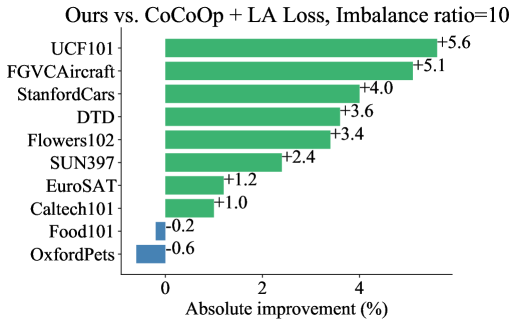 Ours vs. CoCoOp + LA Loss, Imbalance ratio=10
UCF101 +5.6
FGVCAircraft +5.1
StanfordCars +4.0
DTD +3.6
Flowers102 +3.4
SUN397 +2.4
EuroSAT +1.2
Caltech101 +1.0
Food101 -0.2
OxfordPets -0.6
0 2 4
Absolute improvement (%)